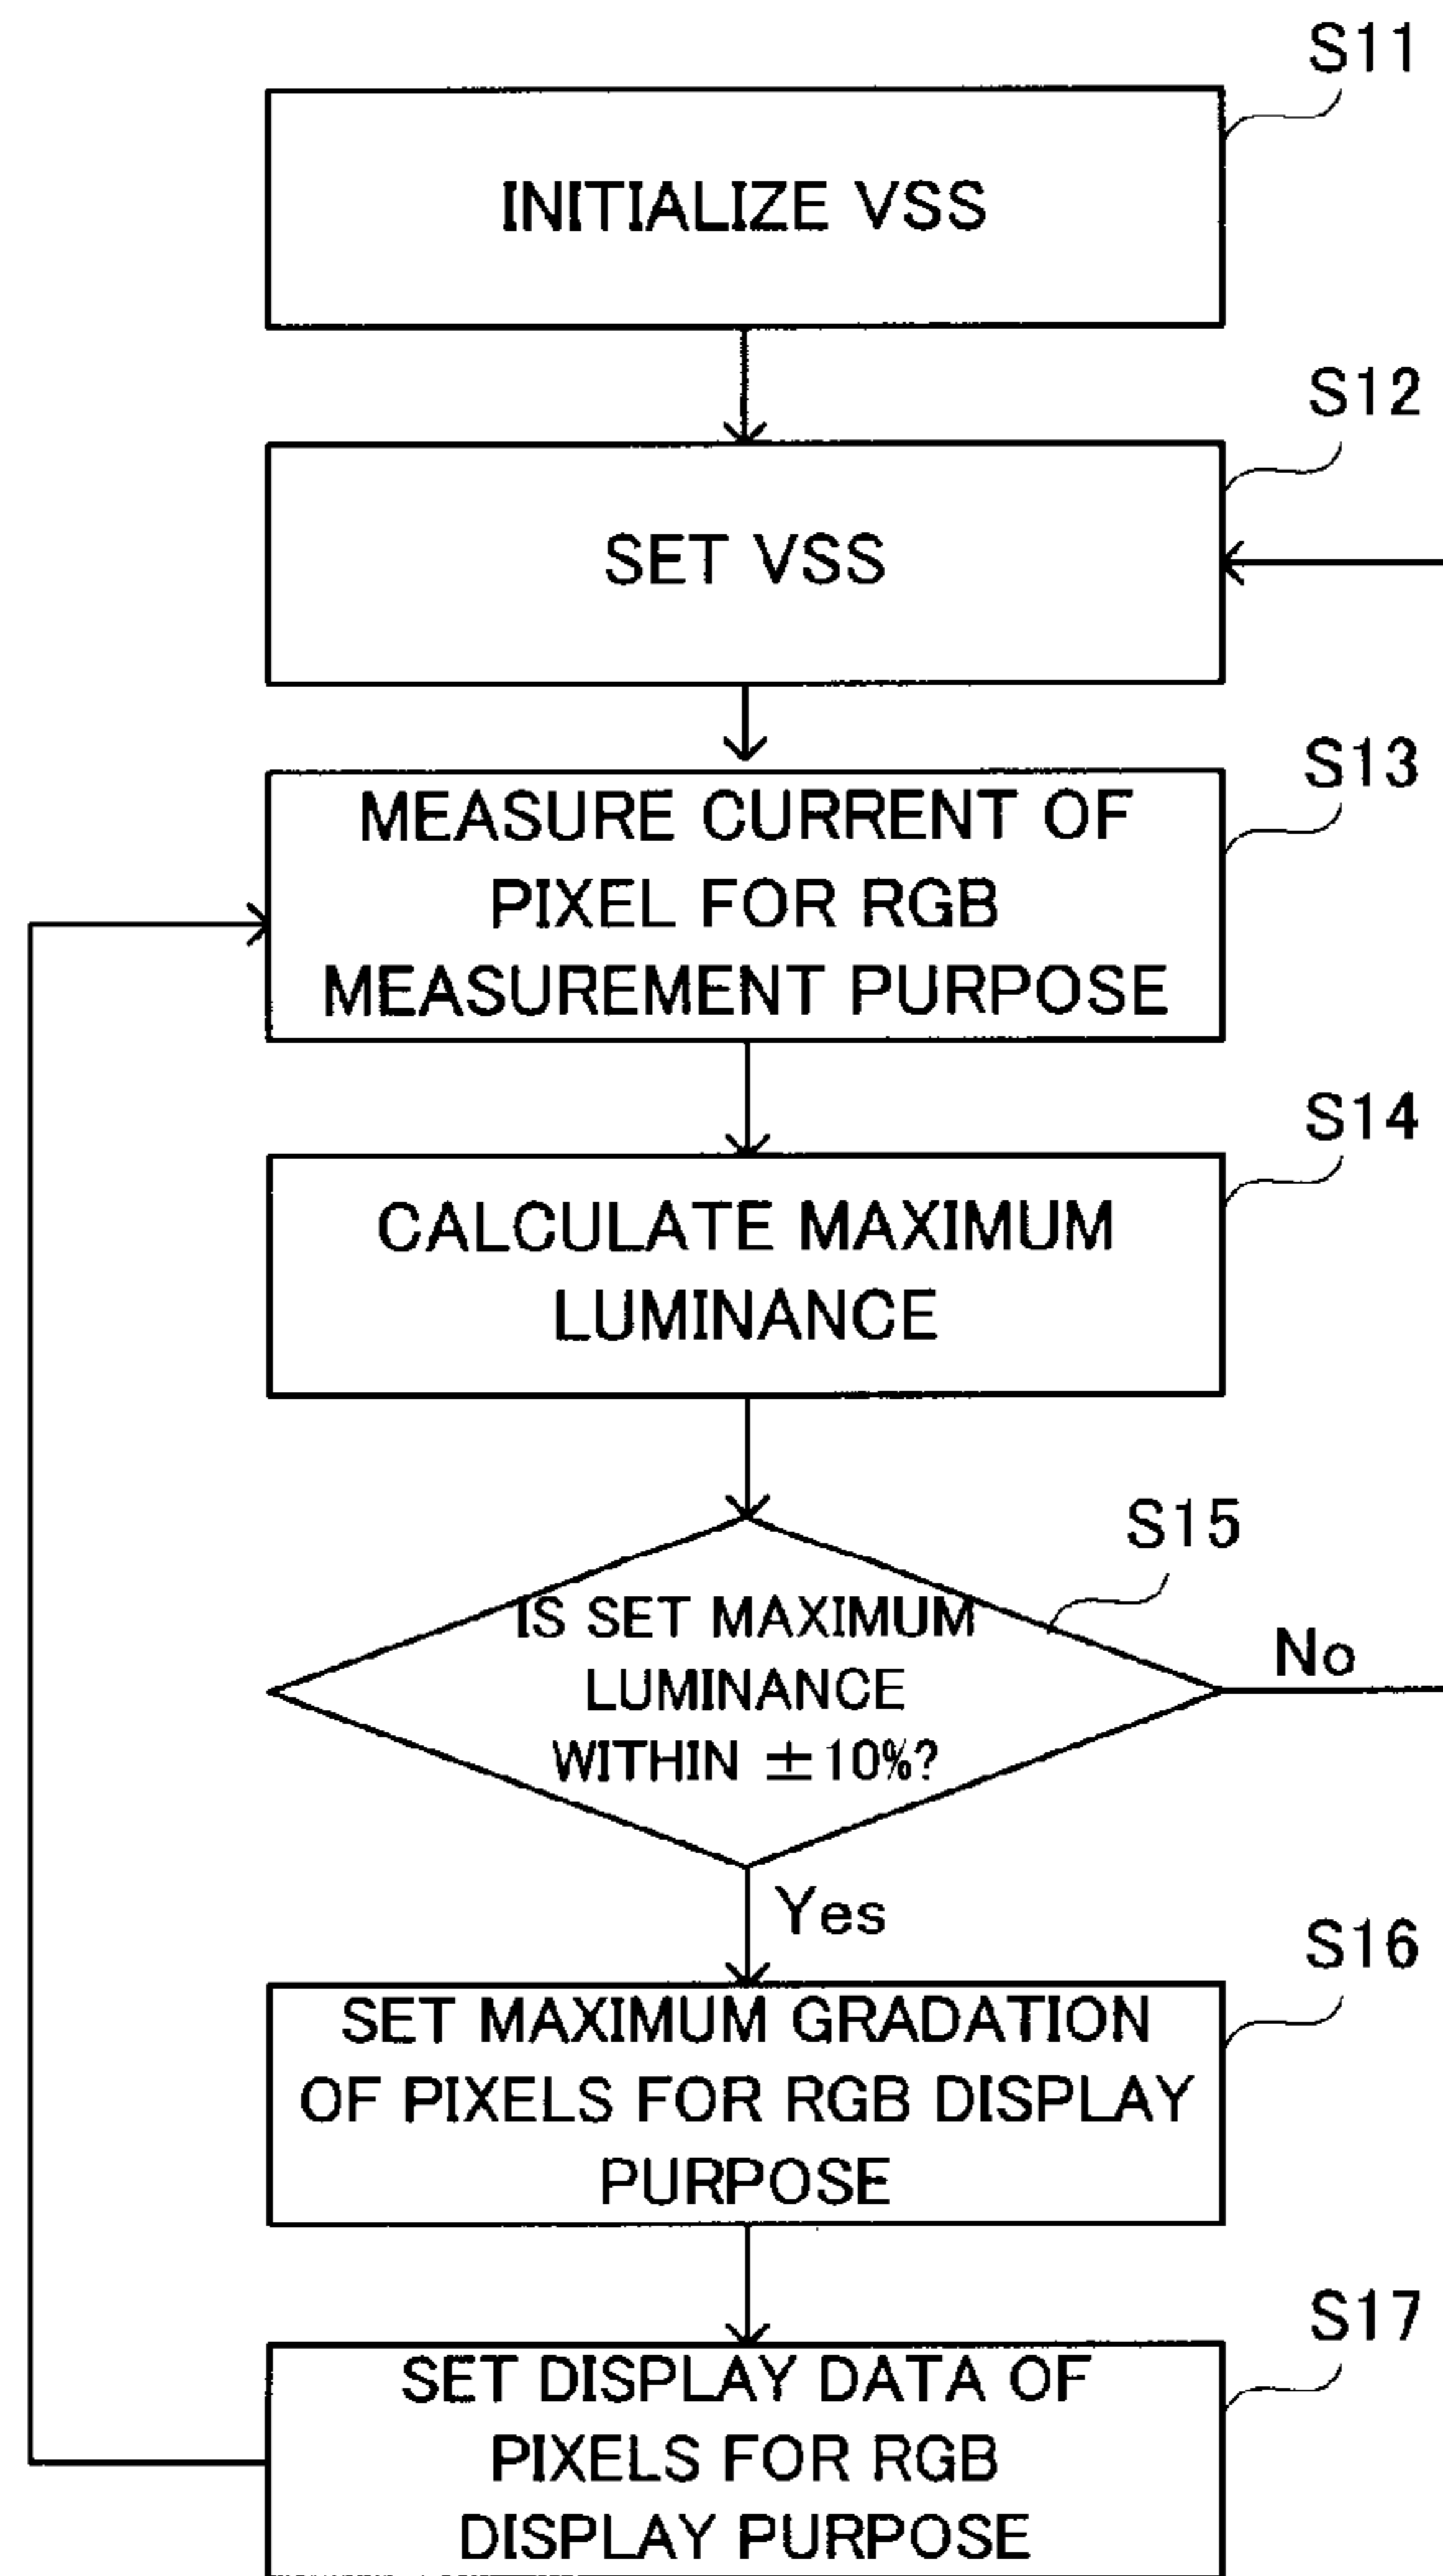 S11
INITIALIZE VSS
S12
SET VSS
S13
MEASURE CURRENT OF
PIXEL FOR RGB
MEASUREMENT PURPOSE
S14
CALCULATE MAXIMUM
LUMINANCE
S15
IS SET MAXIMUM
LUMINANCE
WITHIN ±10%?
No
Yes
S16
SET MAXIMUM GRADATION
OF PIXELS FOR RGB DISPLAY
PURPOSE
S17
SET DISPLAY DATA OF
PIXELS FOR RGB
DISPLAY PURPOSE